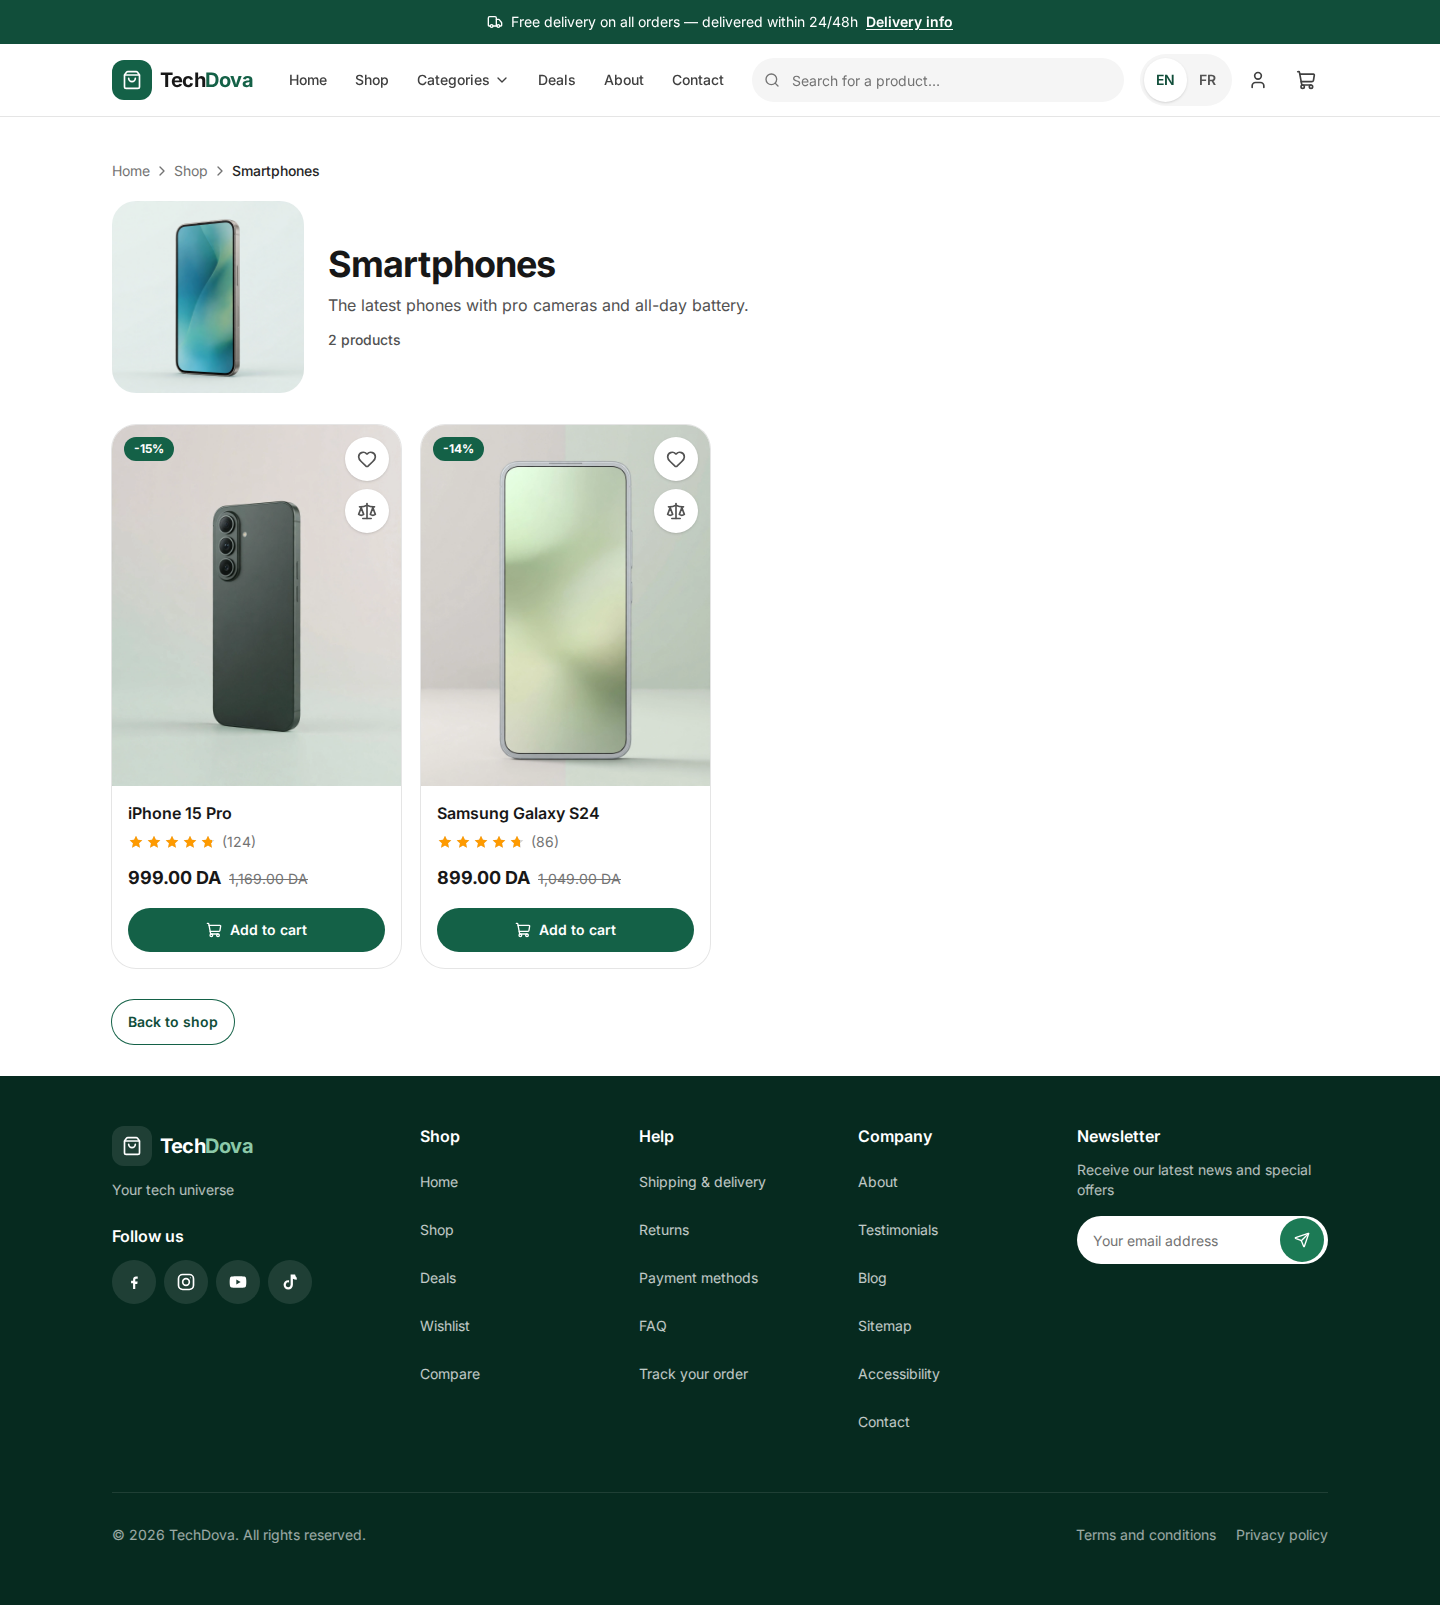 Free delivery on all orders — delivered within 24/48h Delivery info
TechDova Home Shop Categories Deals About Contact Search for a product... EN FR
Home Shop Smartphones
Smartphones
The latest phones with pro cameras and all-day battery.
2 products
-15%
iPhone 15 Pro
(124)
999.00 DA 1,169.00 DA
Add to cart
-14%
Samsung Galaxy S24
(86)
899.00 DA 1,049.00 DA
Add to cart
Back to shop
TechDova
Your tech universe
Follow us
Shop
Home
Shop
Deals
Wishlist
Compare
Help
Shipping & delivery
Returns
Payment methods
FAQ
Track your order
Company
About
Testimonials
Blog
Sitemap
Accessibility
Contact
Newsletter
Receive our latest news and special
offers
Your email address
© 2026 TechDova. All rights reserved.
Terms and conditions Privacy policy